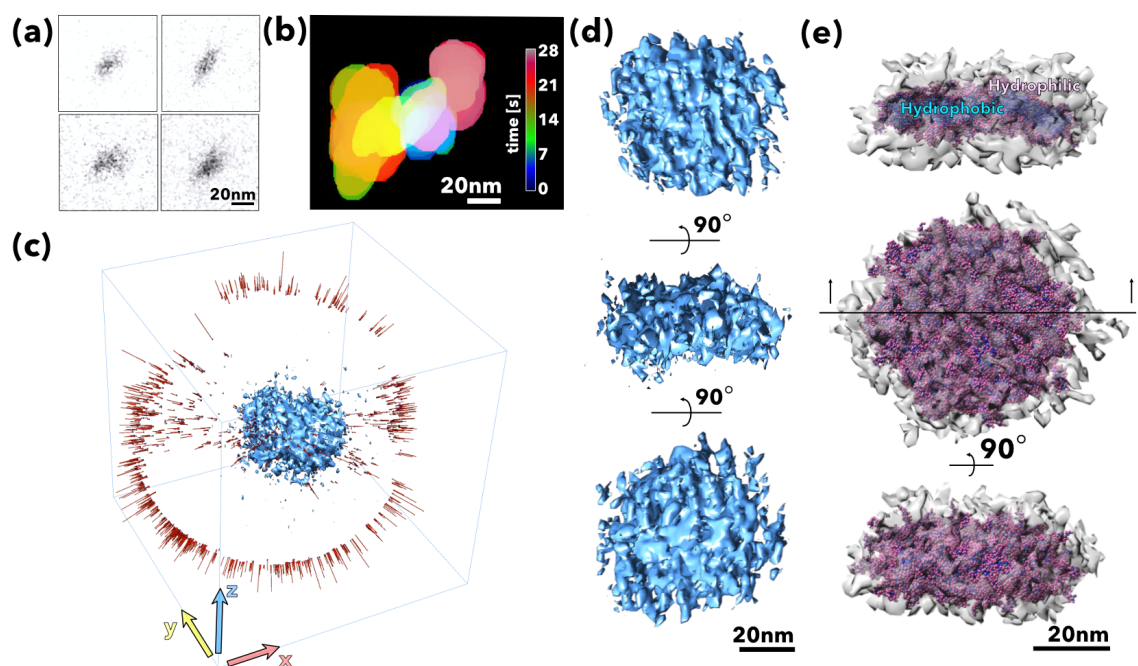 (a)
20nm
(b)
28
21
14
7
0
time [s]
20nm
(c)
z
y
x
(d)
90°
90°
20nm
(e)
Hydrophilic
Hydrophobic
90°
20nm